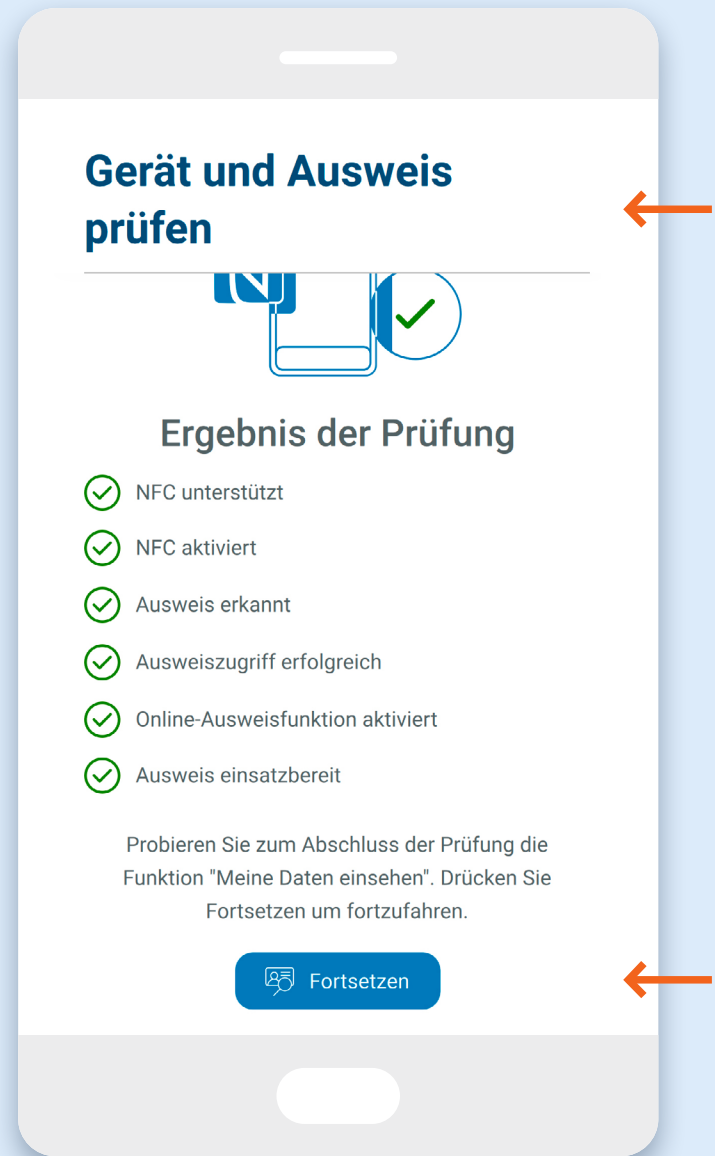 Gerät und Ausweis
prüfen
Ergebnis der Prüfung
NFC unterstützt
NFC aktiviert
Ausweis erkannt
Ausweiszugriff erfolgreich
Online-Ausweisfunktion aktiviert
Ausweis einsatzbereit
Probieren Sie zum Abschluss der Prüfung die
Funktion "Meine Daten einsehen". Drücken Sie
Fortsetzen um fortzufahren.
Fortsetzen